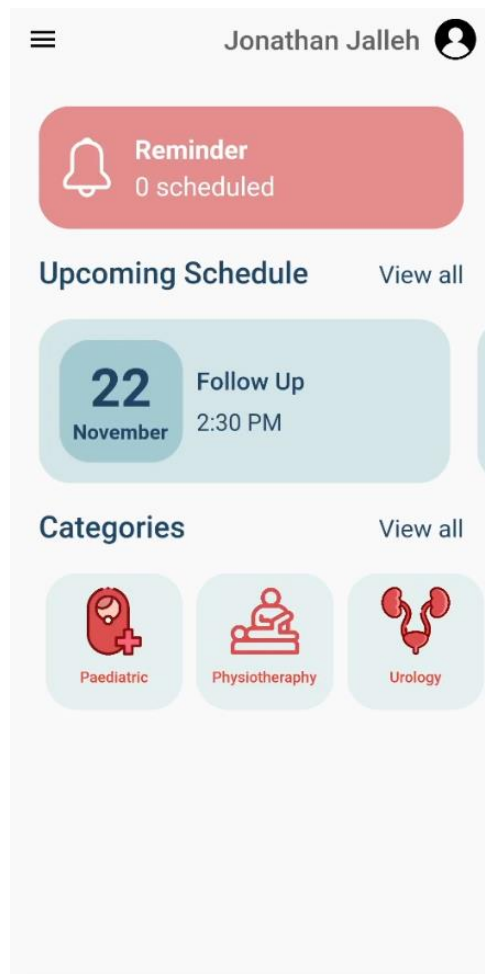 Jonathan Jalleh
Reminder
0 scheduled
Upcoming Schedule View all
22
November
Follow Up
2:30 PM
Categories View all
Paediatric Physiotheraphy Urology